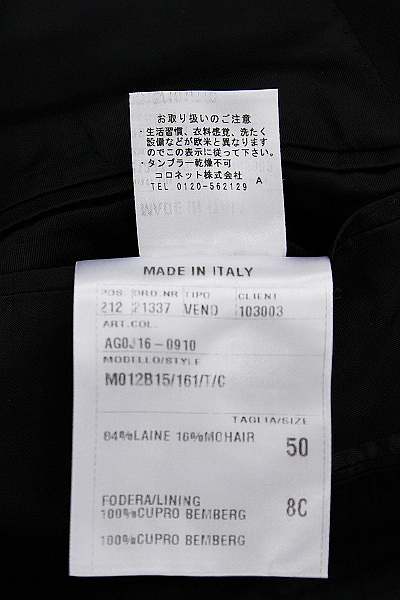 お取り扱いのご注意
・生活習慣、衣料感覚、洗たく
設備などが欧米と異なります
のでこの表示に従って下さい。
・タンブラー乾燥不可
コロネット株式会社
TEL 0120-562129 A
MADE IN ITALY
POS. ORD.NR TIPO CLIENT
212 21337 VEND 103003
ART.COL.
AG0J16-0910
MODELLO/STYLE
M012B15/161/T/C
TAGLIA/SIZE
84%LAINE 16%MOHAIR 50
FODERA/LINING 8C
100%CUPRO BEMBERG
100%CUPRO BEMBERG